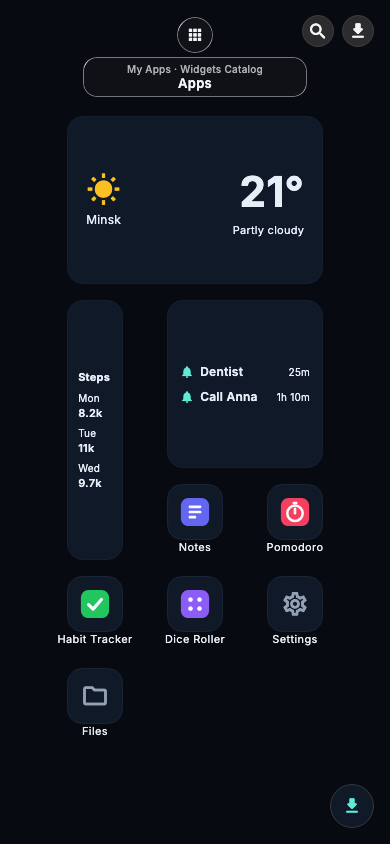 My Apps · Widgets Catalog
Apps
Minsk
21°
Partly cloudy
Steps
Mon
8.2k
Tue
11k
Wed
9.7k
Dentist 25m
Call Anna 1h 10m
Notes
Pomodoro
Habit Tracker
Dice Roller
Settings
Files